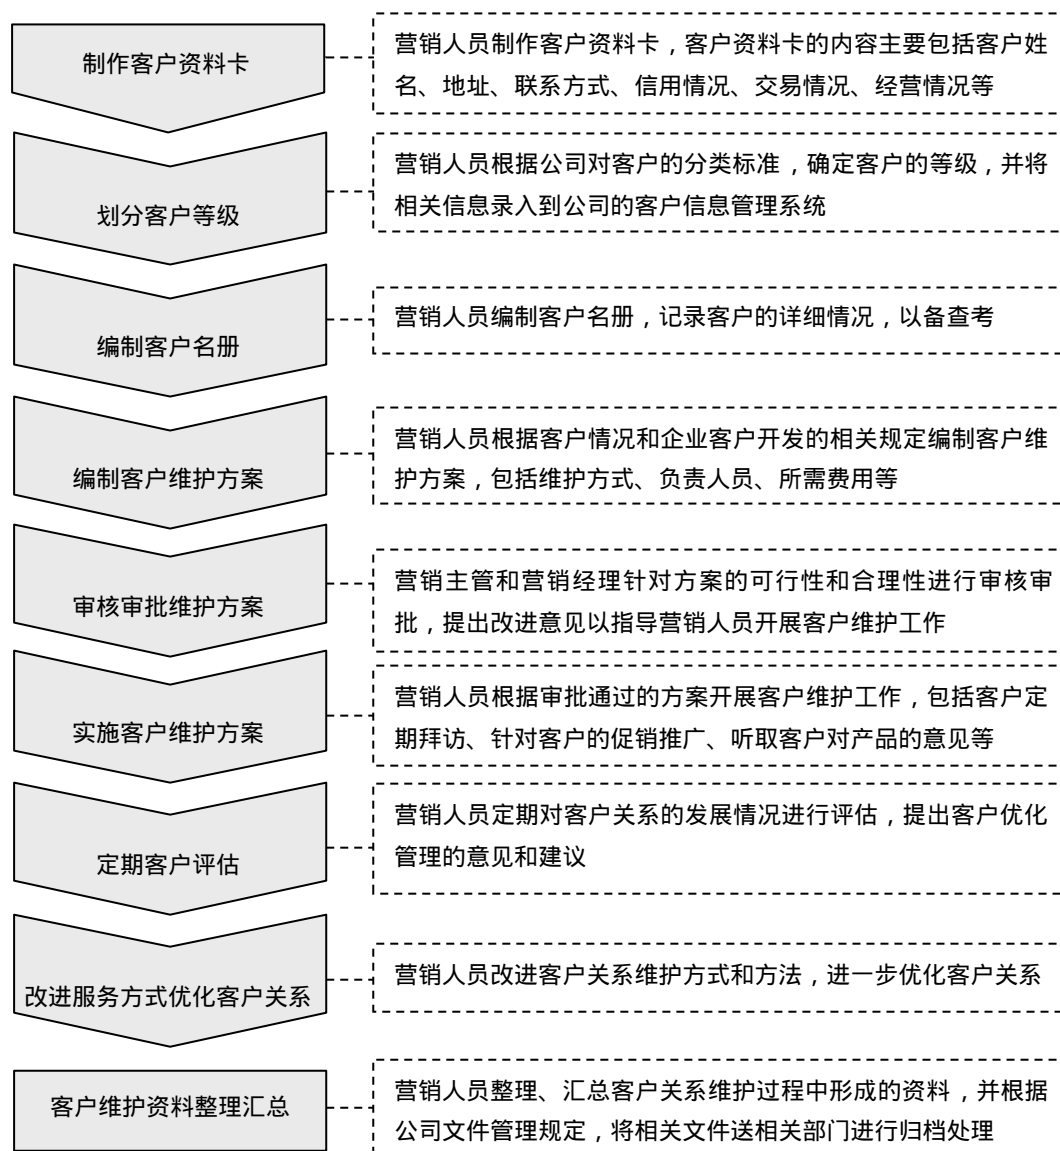 制作客户资料卡
营销人员制作客户资料卡，客户资料卡的内容主要包括客户姓
名、地址、联系方式、信用情况、交易情况、经营情况等
划分客户等级
营销人员根据公司对客户的分类标准，确定客户的等级，并将
相关信息录入到公司的客户信息管理系统
编制客户名册
营销人员编制客户名册，记录客户的详细情况，以备查考
编制客户维护方案
营销人员根据客户情况和企业客户开发的相关规定编制客户维
护方案，包括维护方式、负责人员、所需费用等
审核审批维护方案
营销主管和营销经理针对方案的可行性和合理性进行审核审
批，提出改进意见以指导营销人员开展客户维护工作
实施客户维护方案
营销人员根据审批通过的方案开展客户维护工作，包括客户定
期拜访、针对客户的促销推广、听取客户对产品的意见等
定期客户评估
营销人员定期对客户关系的发展情况进行评估，提出客户优化
管理的意见和建议
改进服务方式优化客户关系
营销人员改进客户关系维护方式和方法，进一步优化客户关系
客户维护资料整理汇总
营销人员整理、汇总客户关系维护过程中形成的资料，并根据
公司文件管理规定，将相关文件送相关部门进行归档处理